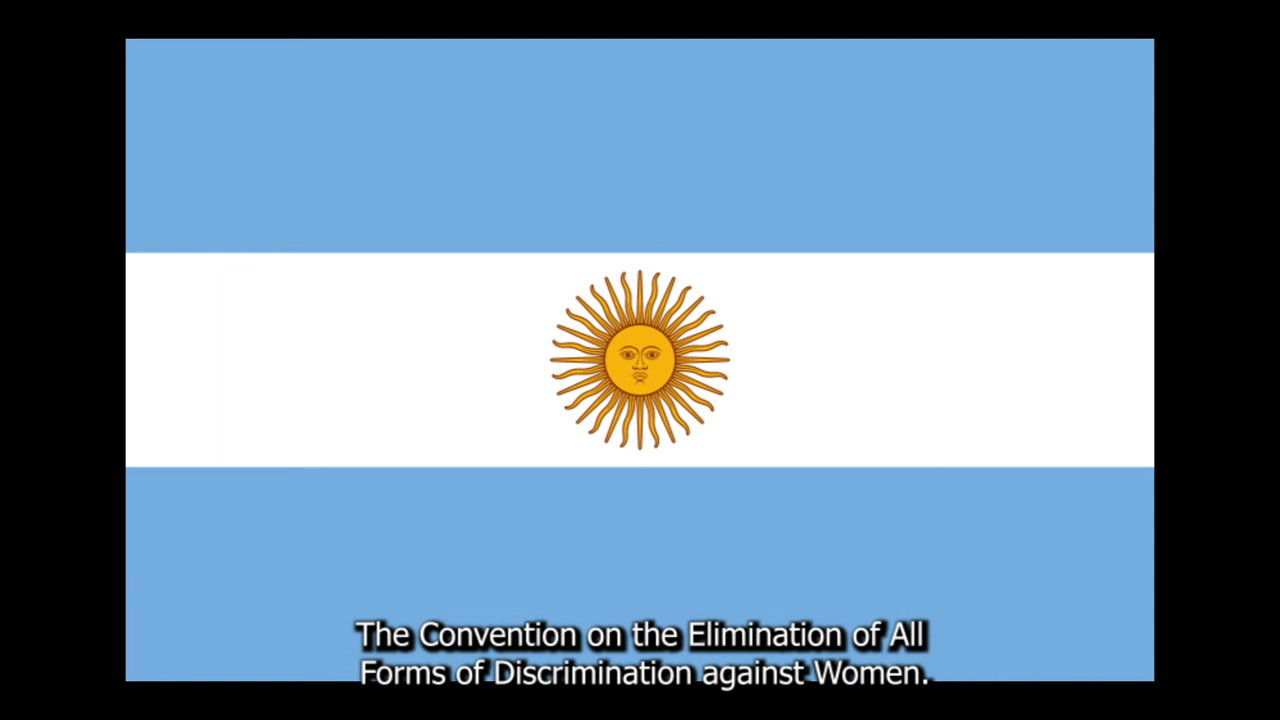 The Convention on the Elimination of All
Forms of Discrimination against Women.